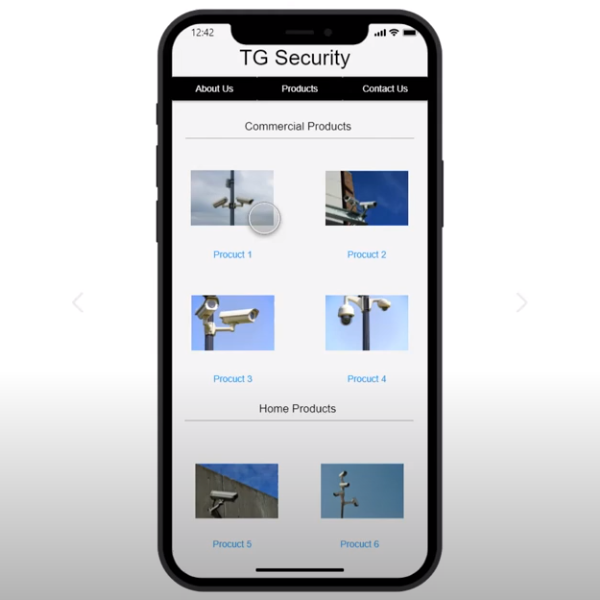 12:42
TG Security
About Us Products Contact Us
Commercial Products
Procuct 1 Procuct 2
Procuct 3 Procuct 4
Home Products
Procuct 5 Procuct 6